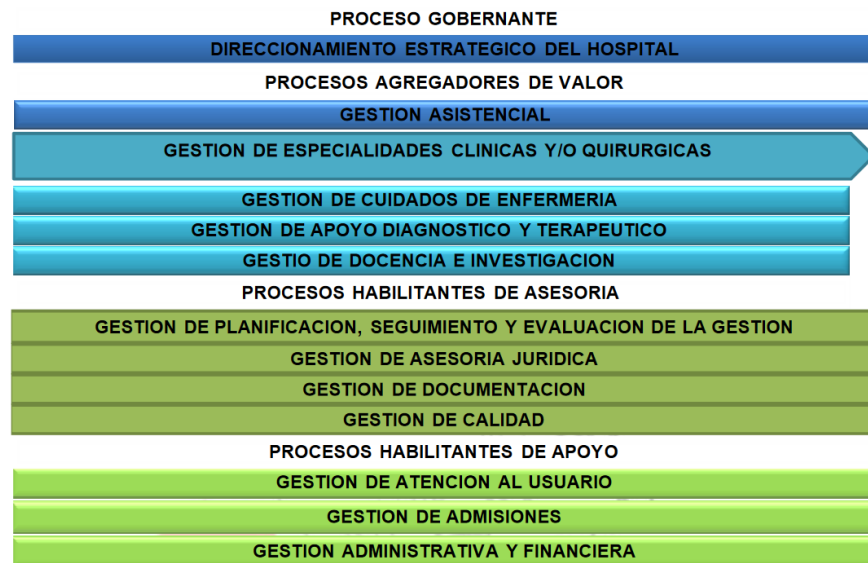 PROCESO GOBERNANTE
DIRECCIONAMIENTO ESTRATEGICO DEL HOSPITAL
PROCESOS AGREGADORES DE VALOR
GESTION ASISTENCIAL
GESTION DE ESPECIALIDADES CLINICAS Y/O QUIRURGICAS
GESTION DE CUIDADOS DE ENFERMERIA
GESTION DE APOYO DIAGNOSTICO Y TERAPEUTICO
GESTIO DE DOCENCIA E INVESTIGACION
PROCESOS HABILITANTES DE ASESORIA
GESTION DE PLANIFICACION, SEGUIMIENTO Y EVALUACION DE LA GESTION
GESTION DE ASESORIA JURIDICA
GESTION DE DOCUMENTACION
GESTION DE CALIDAD
PROCESOS HABILITANTES DE APOYO
GESTION DE ATENCION AL USUARIO
GESTION DE ADMISIONES
GESTION ADMINISTRATIVA Y FINANCIERA